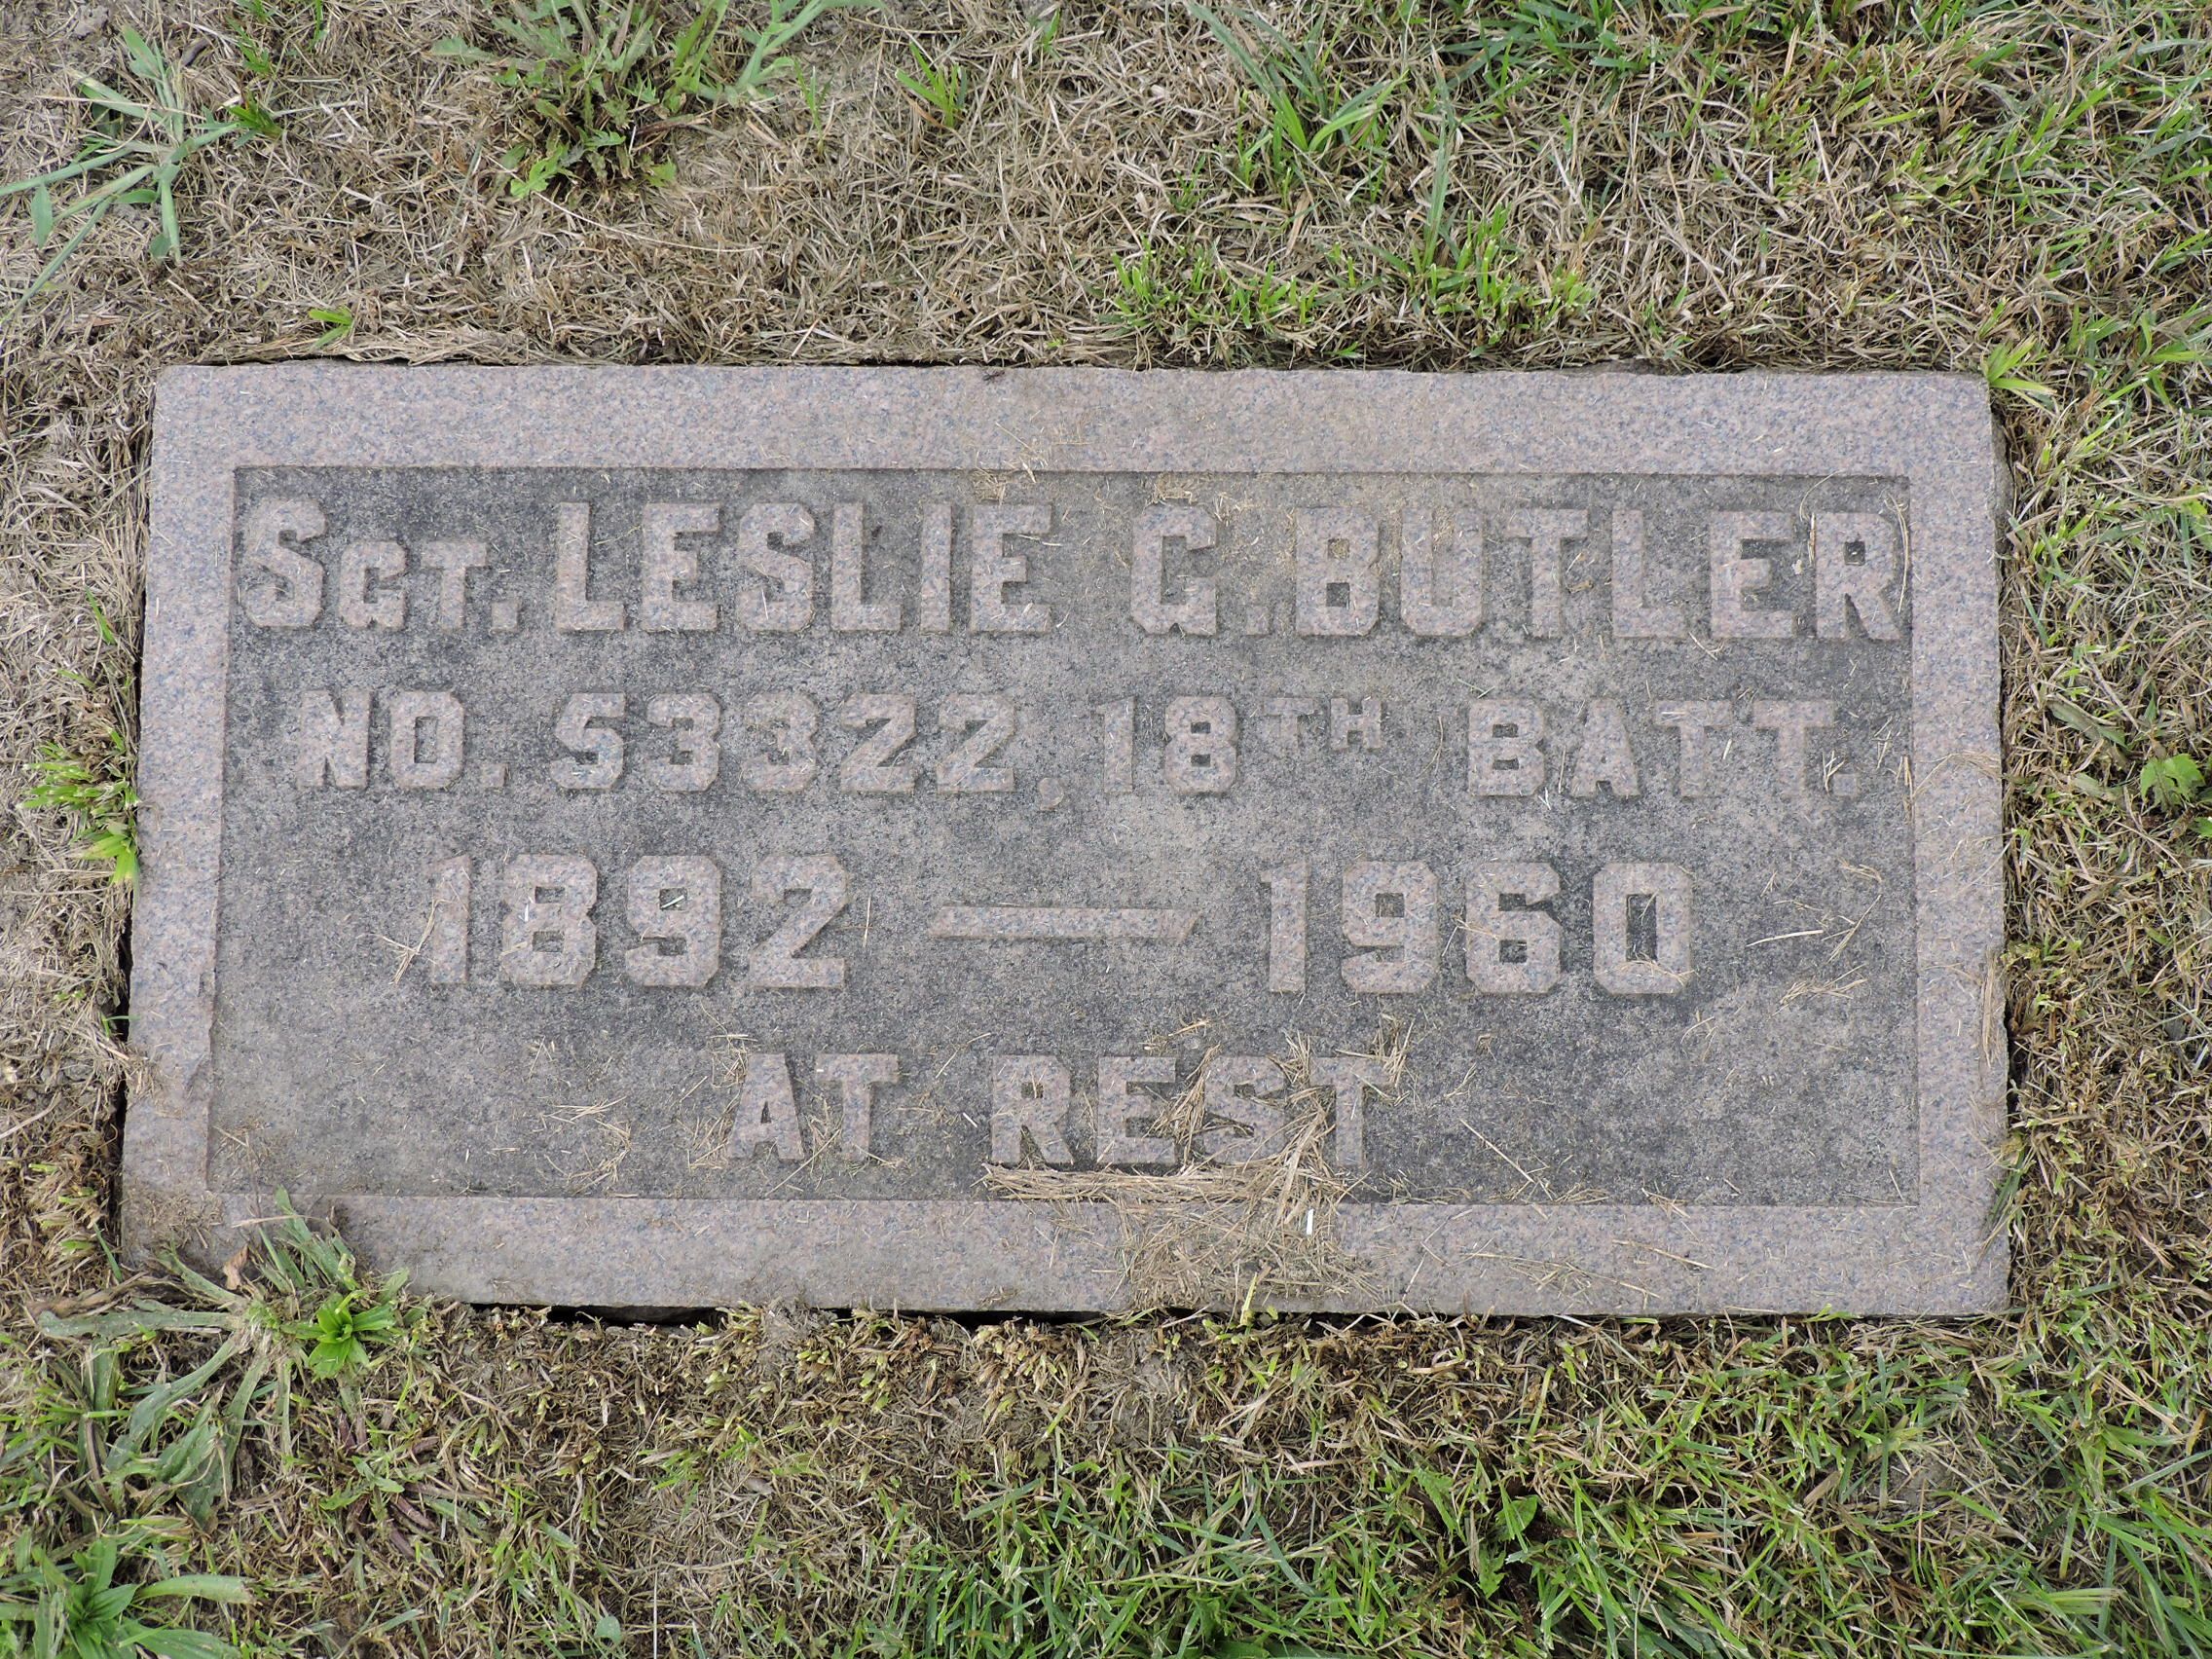 Sgt. LESLIE G. BUTLER
NO. 53322, 18TH BATT.
1892 — 1960
AT REST